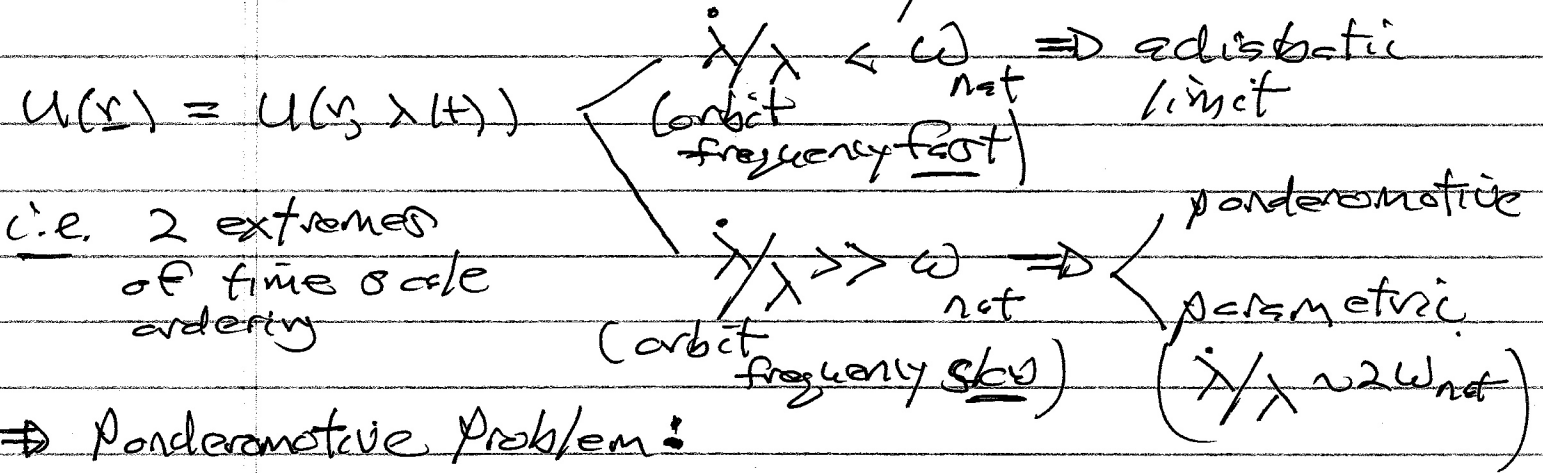 λ̇/λ < ω_nat ⇒ adiabatic limit
U(r) = U(r, λ(t))
(orbit frequency fast)
i.e. 2 extremes
of time scale
ordering
λ̇/λ >> ω_nat ⇒
ponderomotive
parametric
(orbit frequency slow)
(λ̇/λ ~ 2ω_nat)
⇒ Ponderomotive Problem: